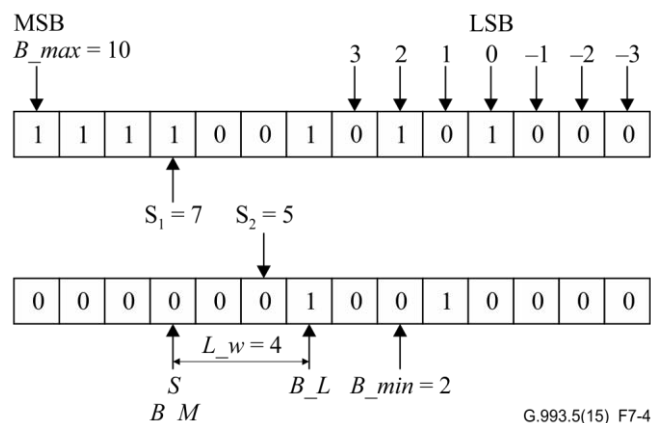 MSB LSB
B_max = 10 3 2 1 0 –1 –2 –3
1 1 1 1 0 0 1 0 1 0 1 0 0 0
S1 = 7 S2 = 5
0 0 0 0 0 0 1 0 0 1 0 0 0 0
L_w = 4
S B_L B_min = 2
B M
G.993.5(15)_F7-4